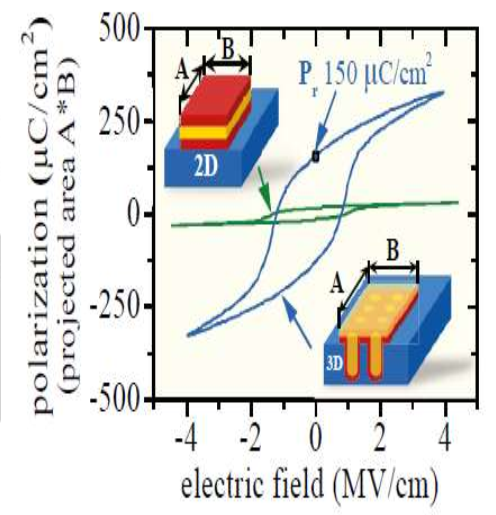 polarization (μC/cm²)
(projected area A*B)
500
250
0
-250
-500
A
B
2D
Pr 150 μC/cm²
A
B
3D
-4 -2 0 2 4
electric field (MV/cm)